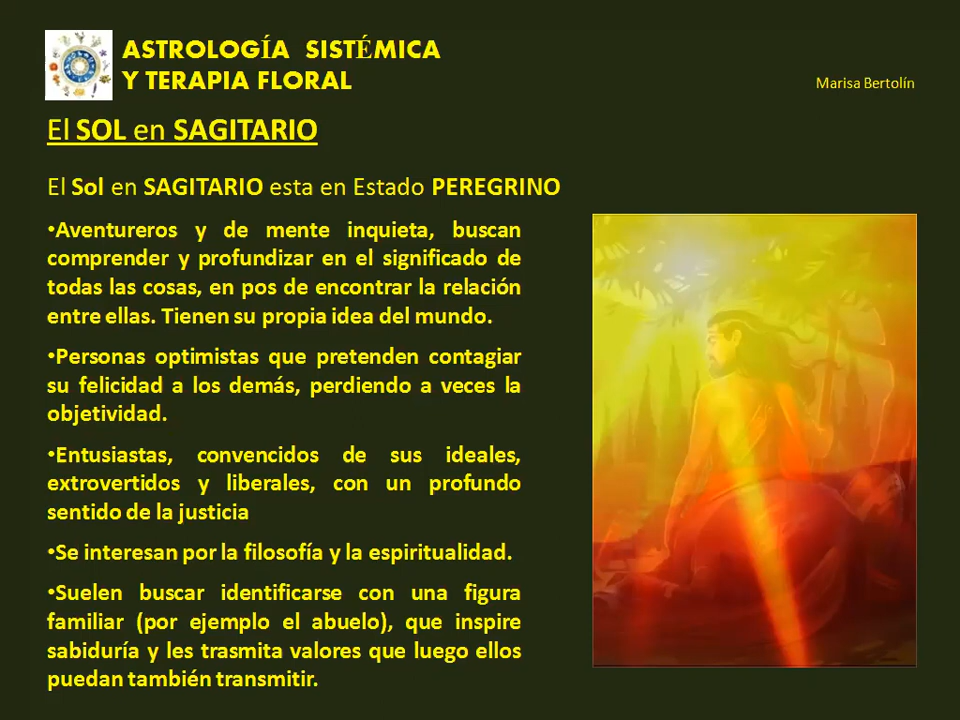 ASTROLOGÍA SISTÉMICA
Y TERAPIA FLORAL
Marisa Bertolín
El SOL en SAGITARIO
El Sol en SAGITARIO esta en Estado PEREGRINO
•Aventureros y de mente inquieta, buscan
comprender y profundizar en el significado de
todas las cosas, en pos de encontrar la relación
entre ellas. Tienen su propia idea del mundo.
•Personas optimistas que pretenden contagiar
su felicidad a los demás, perdiendo a veces la
objetividad.
•Entusiastas, convencidos de sus ideales,
extrovertidos y liberales, con un profundo
sentido de la justicia
•Se interesan por la filosofía y la espiritualidad.
•Suelen buscar identificarse con una figura
familiar (por ejemplo el abuelo), que inspire
sabiduría y les trasmita valores que luego ellos
puedan también transmitir.